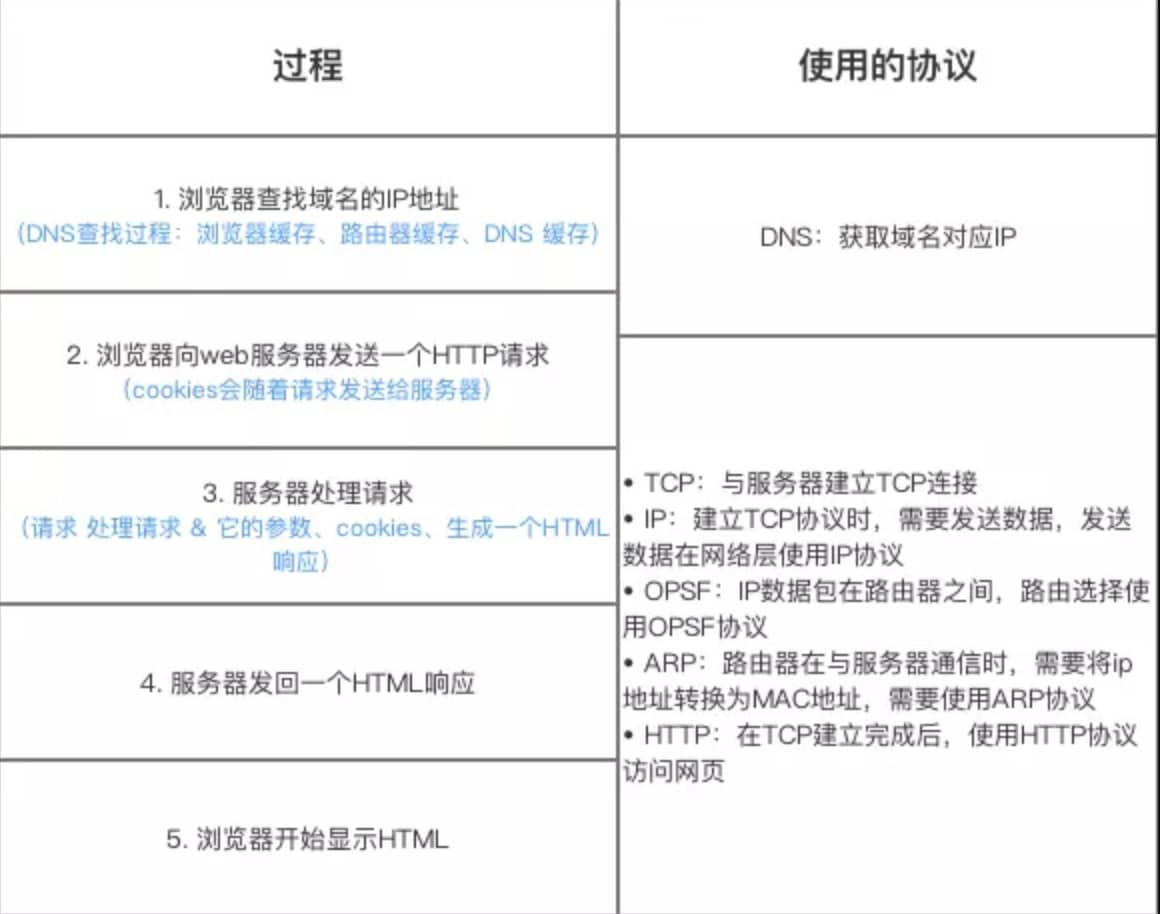 过程
使用的协议
1. 浏览器查找域名的IP地址
（DNS查找过程：浏览器缓存、路由器缓存、DNS 缓存）
DNS：获取域名对应IP
2. 浏览器向web服务器发送一个HTTP请求
（cookies会随着请求发送给服务器）
3. 服务器处理请求
（请求 处理请求 & 它的参数、cookies、生成一个HTML
响应）
4. 服务器发回一个HTML响应
5. 浏览器开始显示HTML
• TCP：与服务器建立TCP连接
• IP：建立TCP协议时，需要发送数据，发送
数据在网络层使用IP协议
• OPSF：IP数据包在路由器之间，路由选择使
用OPSF协议
• ARP：路由器在与服务器通信时，需要将ip
地址转换为MAC地址，需要使用ARP协议
• HTTP：在TCP建立完成后，使用HTTP协议
访问网页